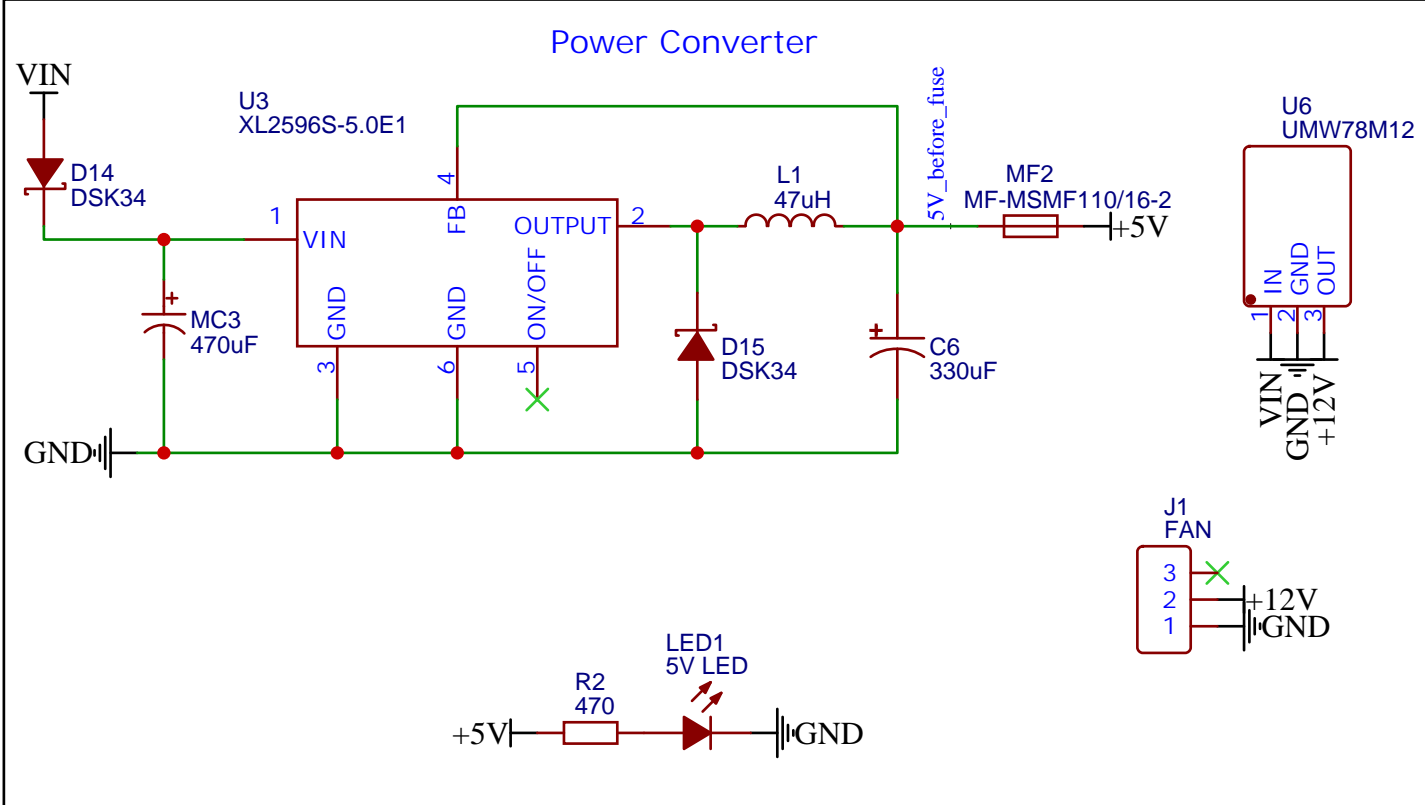 Power Converter
VIN
D14
DSK34
MC3
470uF
GND
U3
XL2596S-5.0E1
1
VIN
4
FB
OUTPUT
2
GND
3
GND
6
ON/OFF
5
D15
DSK34
L1
47uH
5V_before_fuse
C6
330uF
MF2
MF-MSMF110/16-2
+5V
U6
UMW78M12
IN
GND
OUT
1
2
3
VIN
GND
+12V
J1
FAN
3
2
+12V
1
GND
LED1
5V LED
R2
470
+5V
GND